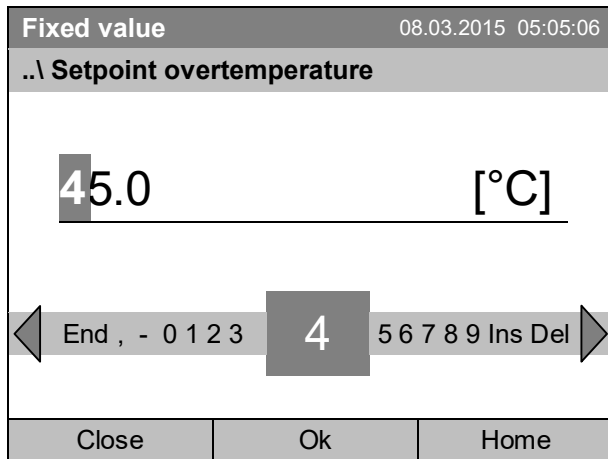 Fixed value 08.03.2015 05:05:06
..\ Setpoint overtemperature
45.0 [°C]
End , - 0 1 2 3 4 5 6 7 8 9 Ins Del
Close Ok Home